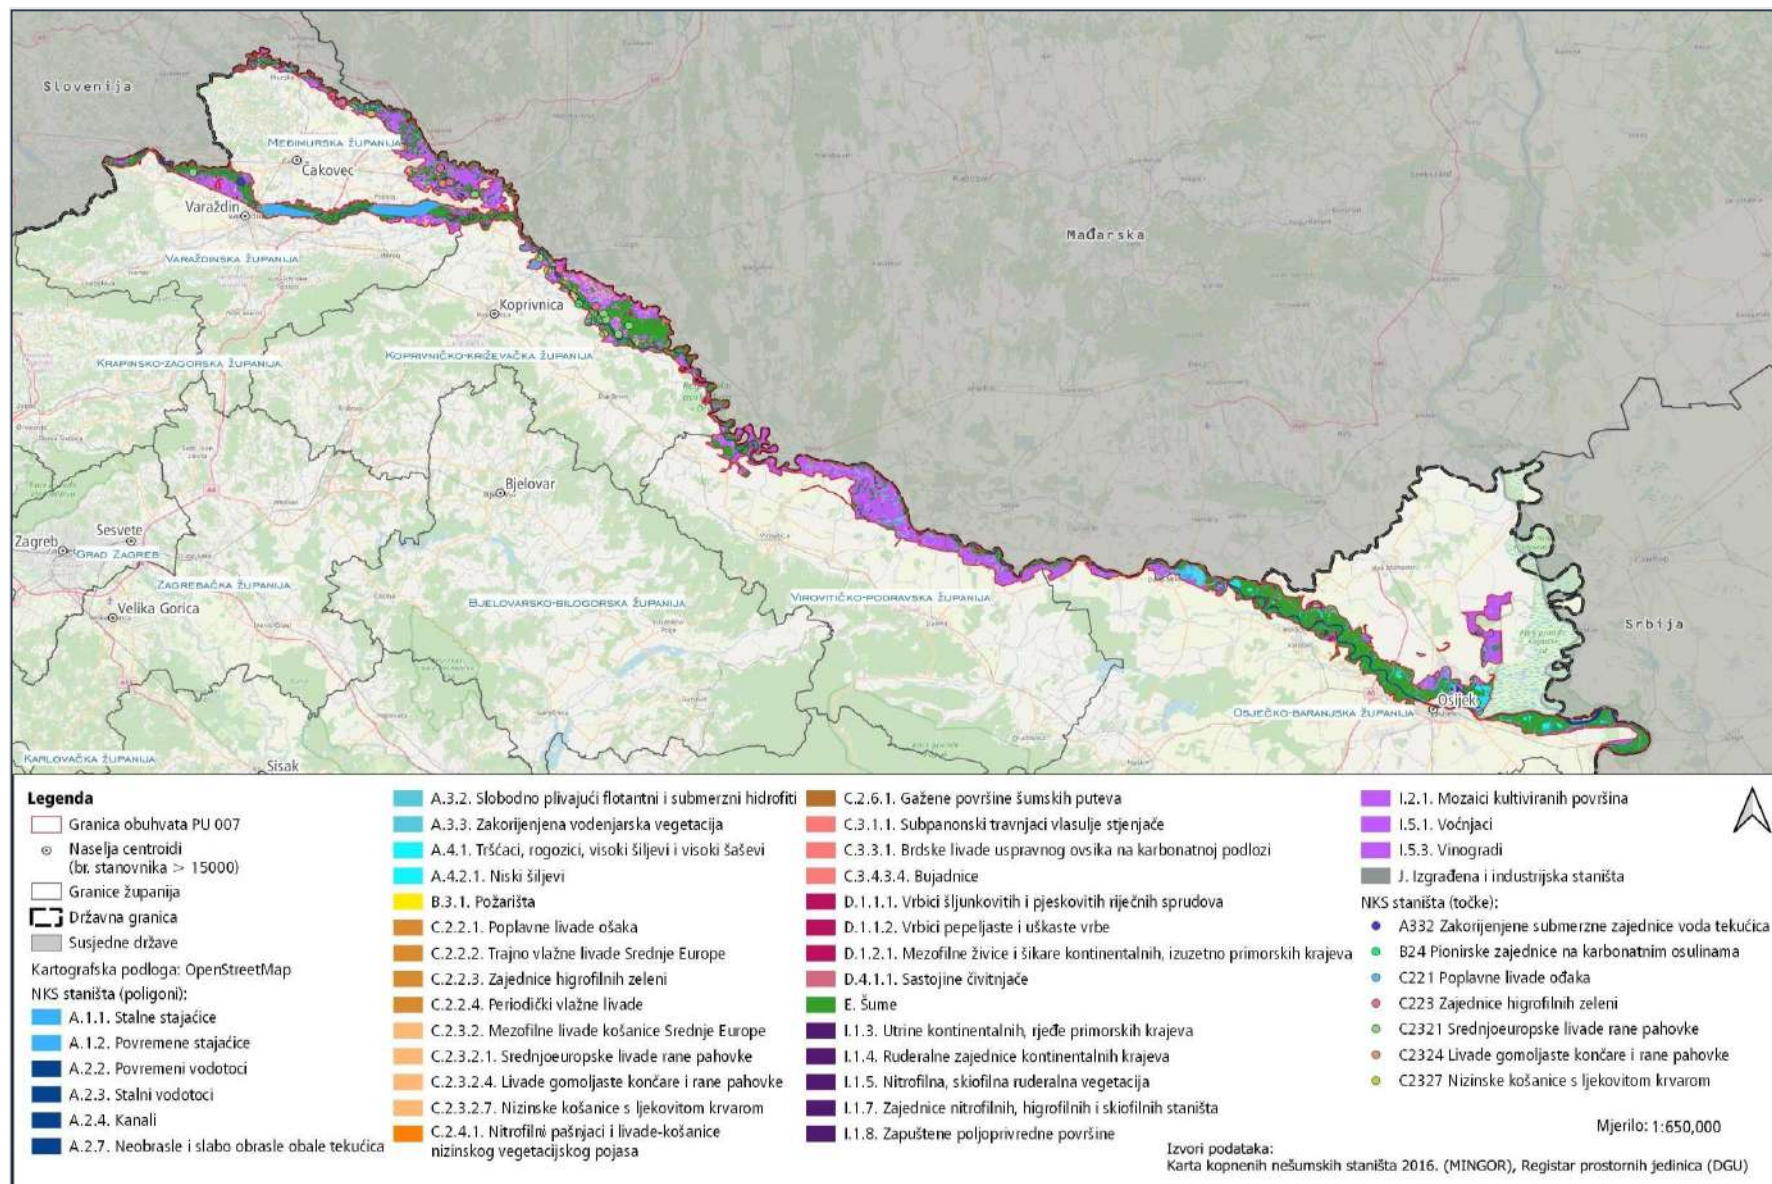 Slovenija
MEĐIMURSKA ŽUPANIJA
Čakovec
Varaždin
VARAŽDINSKA ŽUPANIJA
Mađarska
Koprivnica
KRAPINSKO-ZAGORSKA ŽUPANIJA
KOPRIVNIČKO-KRIŽEVAČKA ŽUPANIJA
Bjelovar
Sesvete
Zagreb
GRAD ZAGREB
ZAGREBAČKA ŽUPANIJA
Velika Gorica
BJELOVARSKO-BILOGORSKA ŽUPANIJA
VIROVITIČKO-PODRAVSKA ŽUPANIJA
Srbija
Osijek
OSJEČKO-BARANJSKA ŽUPANIJA
KARLOVAČKA ŽUPANIJA
Sisak
Legenda
Granica obuhvata PU 007
Naselja centroidi
(br. stanovnika > 15000)
Granice županija
Državna granica
Susjedne države
Kartografska podloga: OpenStreetMap
NKS staništa (poligoni):
A.1.1. Stalne stajaćice
A.1.2. Povremene stajaćice
A.2.2. Povremeni vodotoci
A.2.3. Stalni vodotoci
A.2.4. Kanali
A.2.7. Neobrasle i slabo obrasle obale tekućica
A.3.2. Slobodno plivajući flotantni i submerzni hidrofiti
A.3.3. Zakorijenjena vodenjarska vegetacija
A.4.1. Tršćaci, rogozici, visoki šiljevi i visoki šaševi
A.4.2.1. Niski šiljevi
B.3.1. Požarišta
C.2.2.1. Poplavne livade ošaka
C.2.2.2. Trajno vlažne livade Srednje Europe
C.2.2.3. Zajednice higrofilnih zeleni
C.2.2.4. Periodički vlažne livade
C.2.3.2. Mezofilne livade košanice Srednje Europe
C.2.3.2.1. Srednjoeuropske livade rane pahovke
C.2.3.2.4. Livade gomoljaste končare i rane pahovke
C.2.3.2.7. Nizinske košanice s ljekovitom krvarom
C.2.4.1. Nitrofilni pašnjaci i livade-košanice
nizinskog vegetacijskog pojasa
C.2.6.1. Gažene površine šumskih puteva
C.3.1.1. Subpanonski travnjaci vlasulje stjenjače
C.3.3.1. Brdske livade uspravnog ovsika na karbonatnoj podlozi
C.3.4.3.4. Bujadnice
D.1.1.1. Vrbici šljunkovitih i pjeskovitih riječnih sprudova
D.1.1.2. Vrbici pepeljaste i uškaste vrbe
D.1.2.1. Mezofilne živice i šikare kontinentalnih, izuzetno primorskih krajeva
D.4.1.1. Sastojine čivitnjače
E. Šume
I.1.3. Utrine kontinentalnih, rjeđe primorskih krajeva
I.1.4. Ruderalne zajednice kontinentalnih krajeva
I.1.5. Nitrofilna, skiofilna ruderalna vegetacija
I.1.7. Zajednice nitrofilnih, higrofilnih i skiofilnih staništa
I.1.8. Zapuštene poljoprivredne površine
I.2.1. Mozaici kultiviranih površina
I.5.1. Voćnjaci
I.5.3. Vinogradi
J. Izgrađena i industrijska staništa
NKS staništa (točke):
A332 Zakorijenjene submerzne zajednice voda tekućica
B24 Pionirske zajednice na karbonatnim osulinama
C221 Poplavne livade ođaka
C223 Zajednice higrofilnih zeleni
C2321 Srednjoeuropske livade rane pahovke
C2324 Livade gomoljaste končare i rane pahovke
C2327 Nizinske košanice s ljekovitom krvarom
Mjerilo: 1:650,000
Izvori podataka:
Karta kopnenih nešumskih staništa 2016. (MINGOR), Registar prostornih jedinica (DGU)